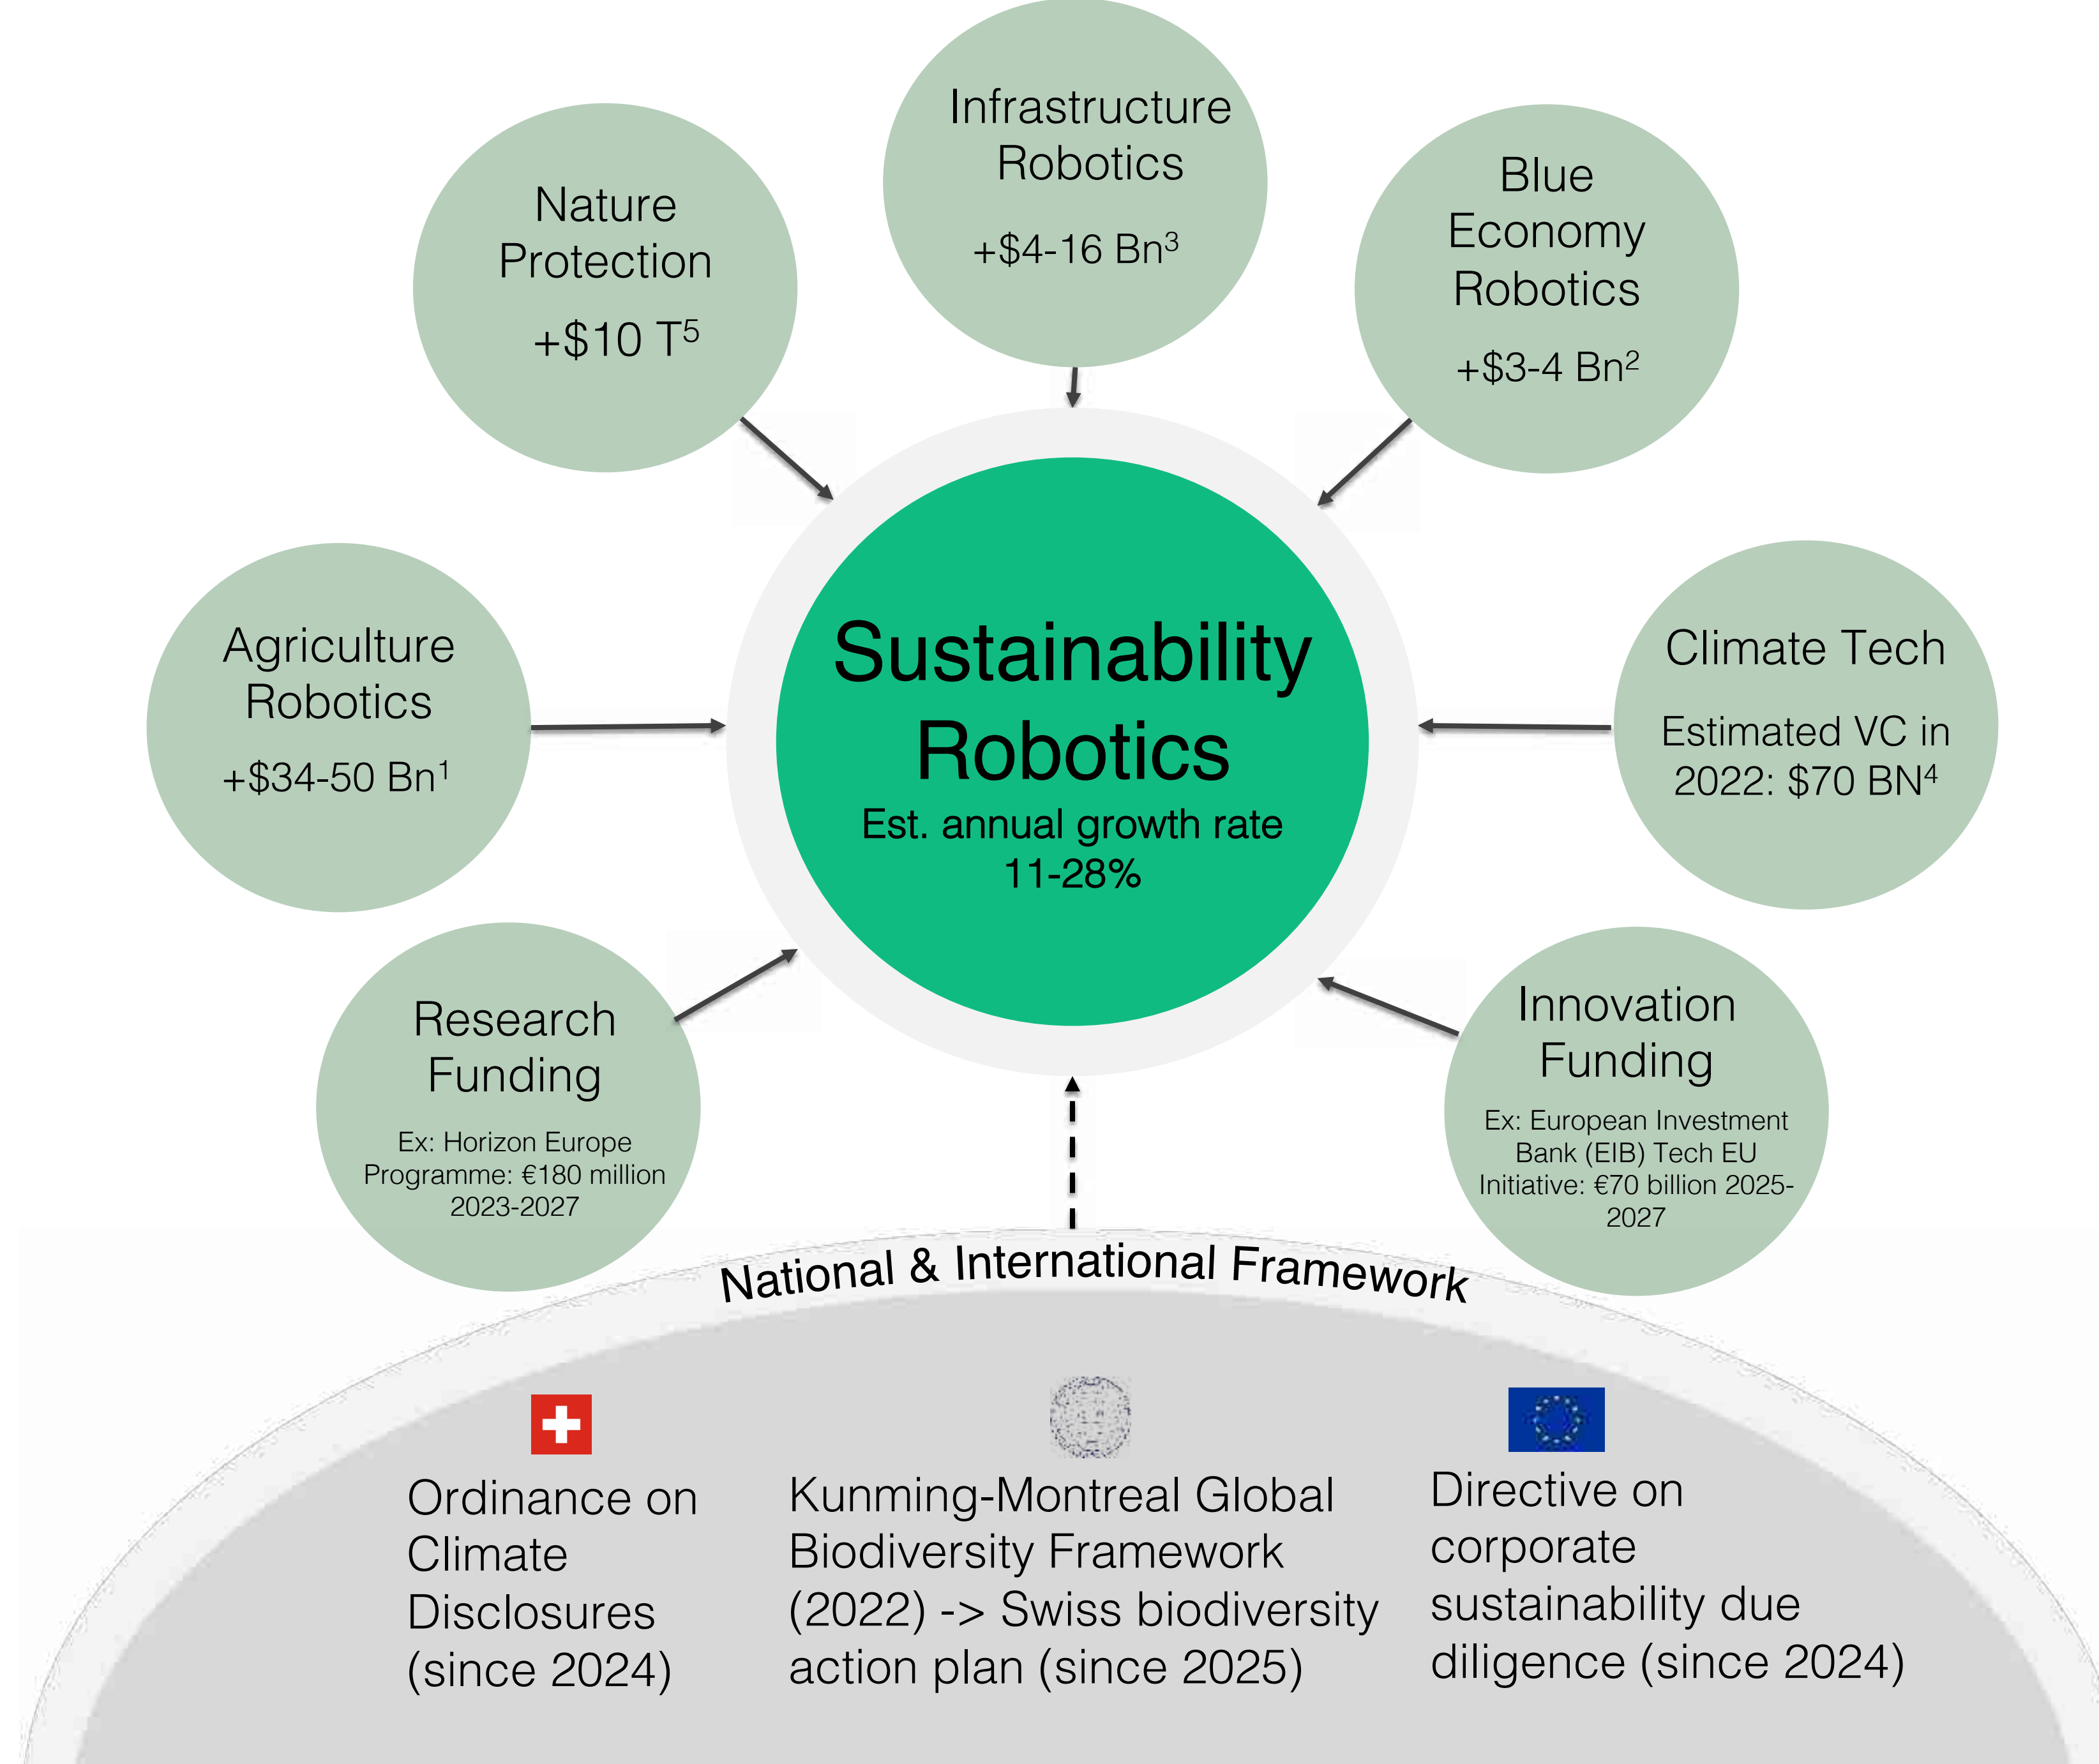 Infrastructure
Robotics
+$4-16 Bn³
Nature
Protection
+$10 T⁵
Blue
Economy
Robotics
+$3-4 Bn²
Agriculture
Robotics
+$34-50 Bn¹
Sustainability
Robotics
Est. annual growth rate
11-28%
Climate Tech
Estimated VC in
2022: $70 BN⁴
Research
Funding
Ex: Horizon Europe
Programme: €180 million
2023-2027
Innovation
Funding
Ex: European Investment
Bank (EIB) Tech EU
Initiative: €70 billion 2025-
2027
National & International Framework
Ordinance on
Climate
Disclosures
(since 2024)
Kunming-Montreal Global
Biodiversity Framework
(2022) -> Swiss biodiversity
action plan (since 2025)
Directive on
corporate
sustainability due
diligence (since 2024)